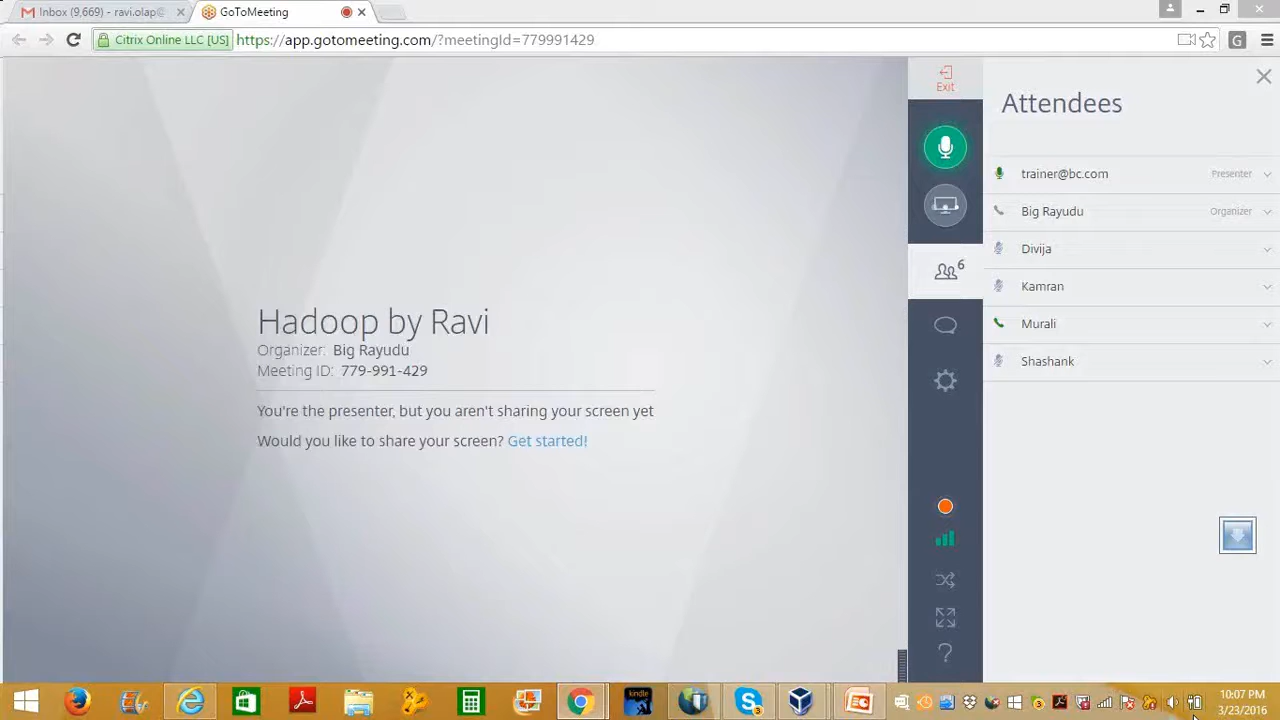 Inbox (9,669) - ravi.olap@
GoToMeeting
Citrix Online LLC [US]
https://app.gotomeeting.com/?meetingId=779991429
G
Exit
Attendees
trainer@bc.com Presenter
Big Rayudu Organizer
Divija
6
Kamran
Murali
Shashank
Hadoop by Ravi
Organizer: Big Rayudu
Meeting ID: 779-991-429
You're the presenter, but you aren't sharing your screen yet
Would you like to share your screen? Get started!
?
kindle
3
10:07 PM
3/23/2016